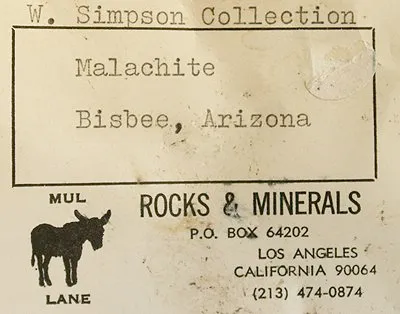 W. Simpson Collection
Malachite
Bisbee, Arizona
MUL
ROCKS & MINERALS
P.O. BOX 64202
LOS ANGELES
CALIFORNIA 90064
LANE
(213) 474-0874